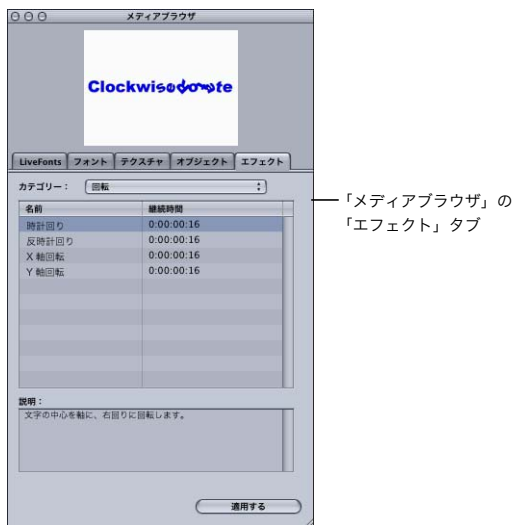 メディアブラウザ
Clockwise
LiveFonts フォント テクスチャ オブジェクト エフェクト
カテゴリー： 回転
名前 継続時間
時計回り 0:00:00:16
反時計回り 0:00:00:16
X 軸回転 0:00:00:16
Y 軸回転 0:00:00:16
説明：
文字の中心を軸に、右回りに回転します。
適用する
「メディアブラウザ」の
「エフェクト」タブ